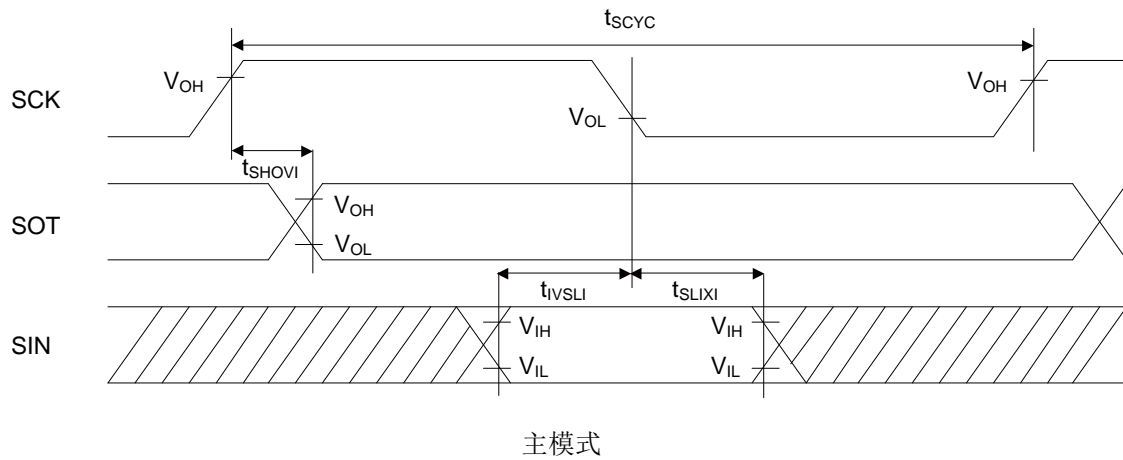 tSCYC
SCK
VOH
VOL
VOH
tSHOVI
SOT
VOH
VOL
tIVSLI
tSLIXI
SIN
VIH
VIL
VIH
VIL
主模式